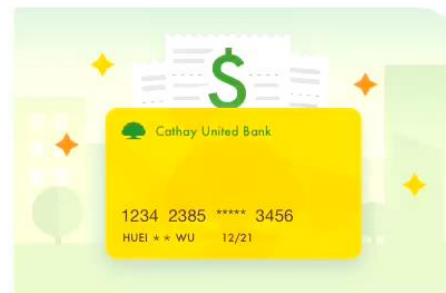 $
Cathay United Bank
1234 2385 ***** 3456
HUEI * * WU 12/21